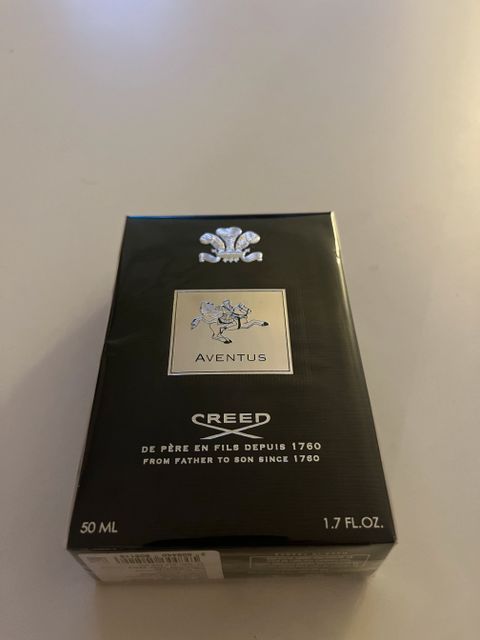 AVENTUS
CREED
DE PÈRE EN FILS DEPUIS 1760
FROM FATHER TO SON SINCE 1760
50 ML
1.7 FL.OZ.